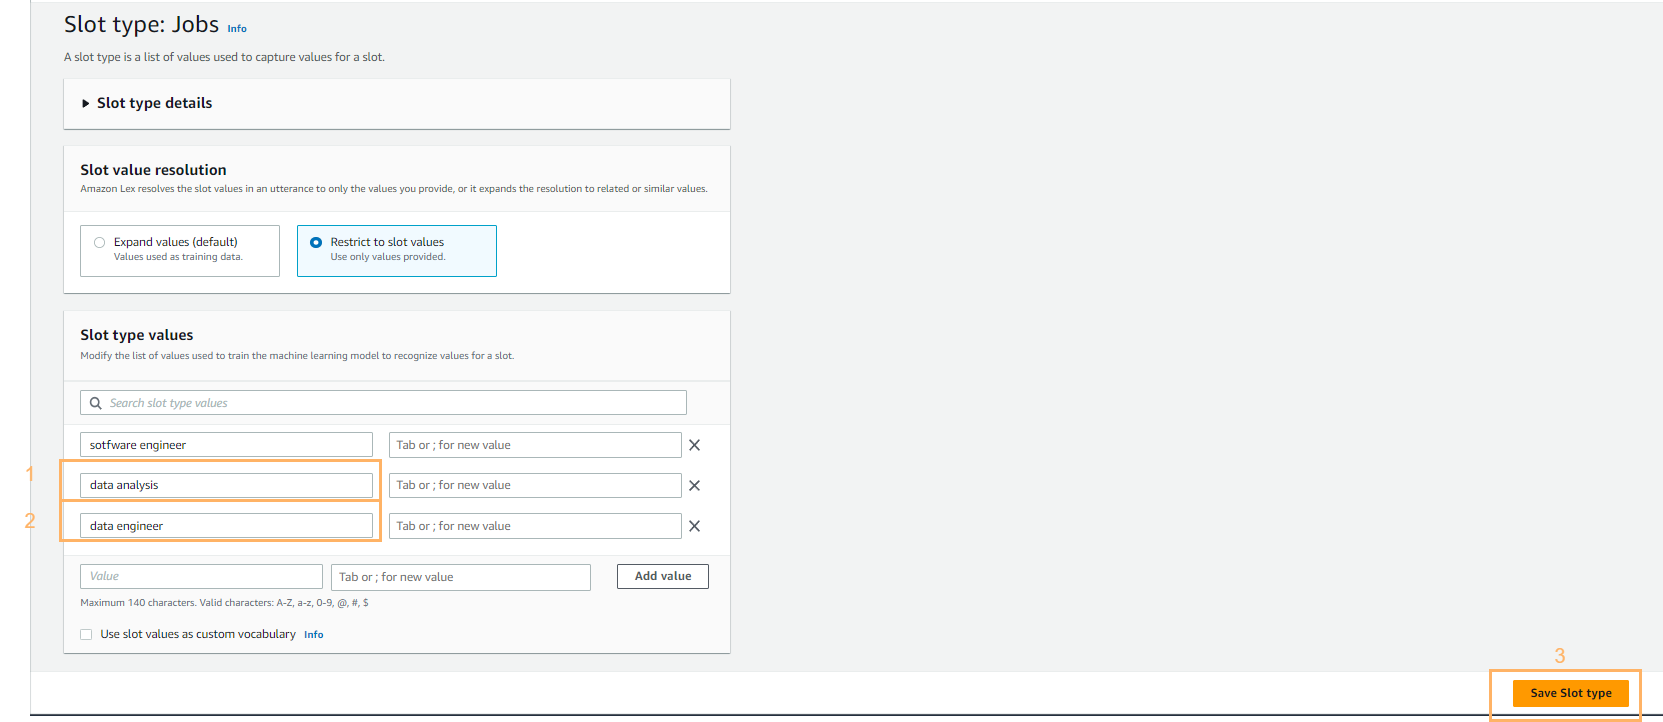 Slot type: Jobs Info
A slot type is a list of values used to capture values for a slot.
Slot type details
Slot value resolution
Amazon Lex resolves the slot values in an utterance to only the values you provide, or it expands the resolution to related or similar values.
Expand values (default)
Values used as training data.
Restrict to slot values
Use only values provided.
Slot type values
Modify the list of values used to train the machine learning model to recognize values for a slot.
Search slot type values
sotfware engineer Tab or ; for new value
1 data analysis Tab or ; for new value
2 data engineer Tab or ; for new value
Value Tab or ; for new value Add value
Maximum 140 characters. Valid characters: A-Z, a-z, 0-9, @, #, $
Use slot values as custom vocabulary Info
3
Save Slot type